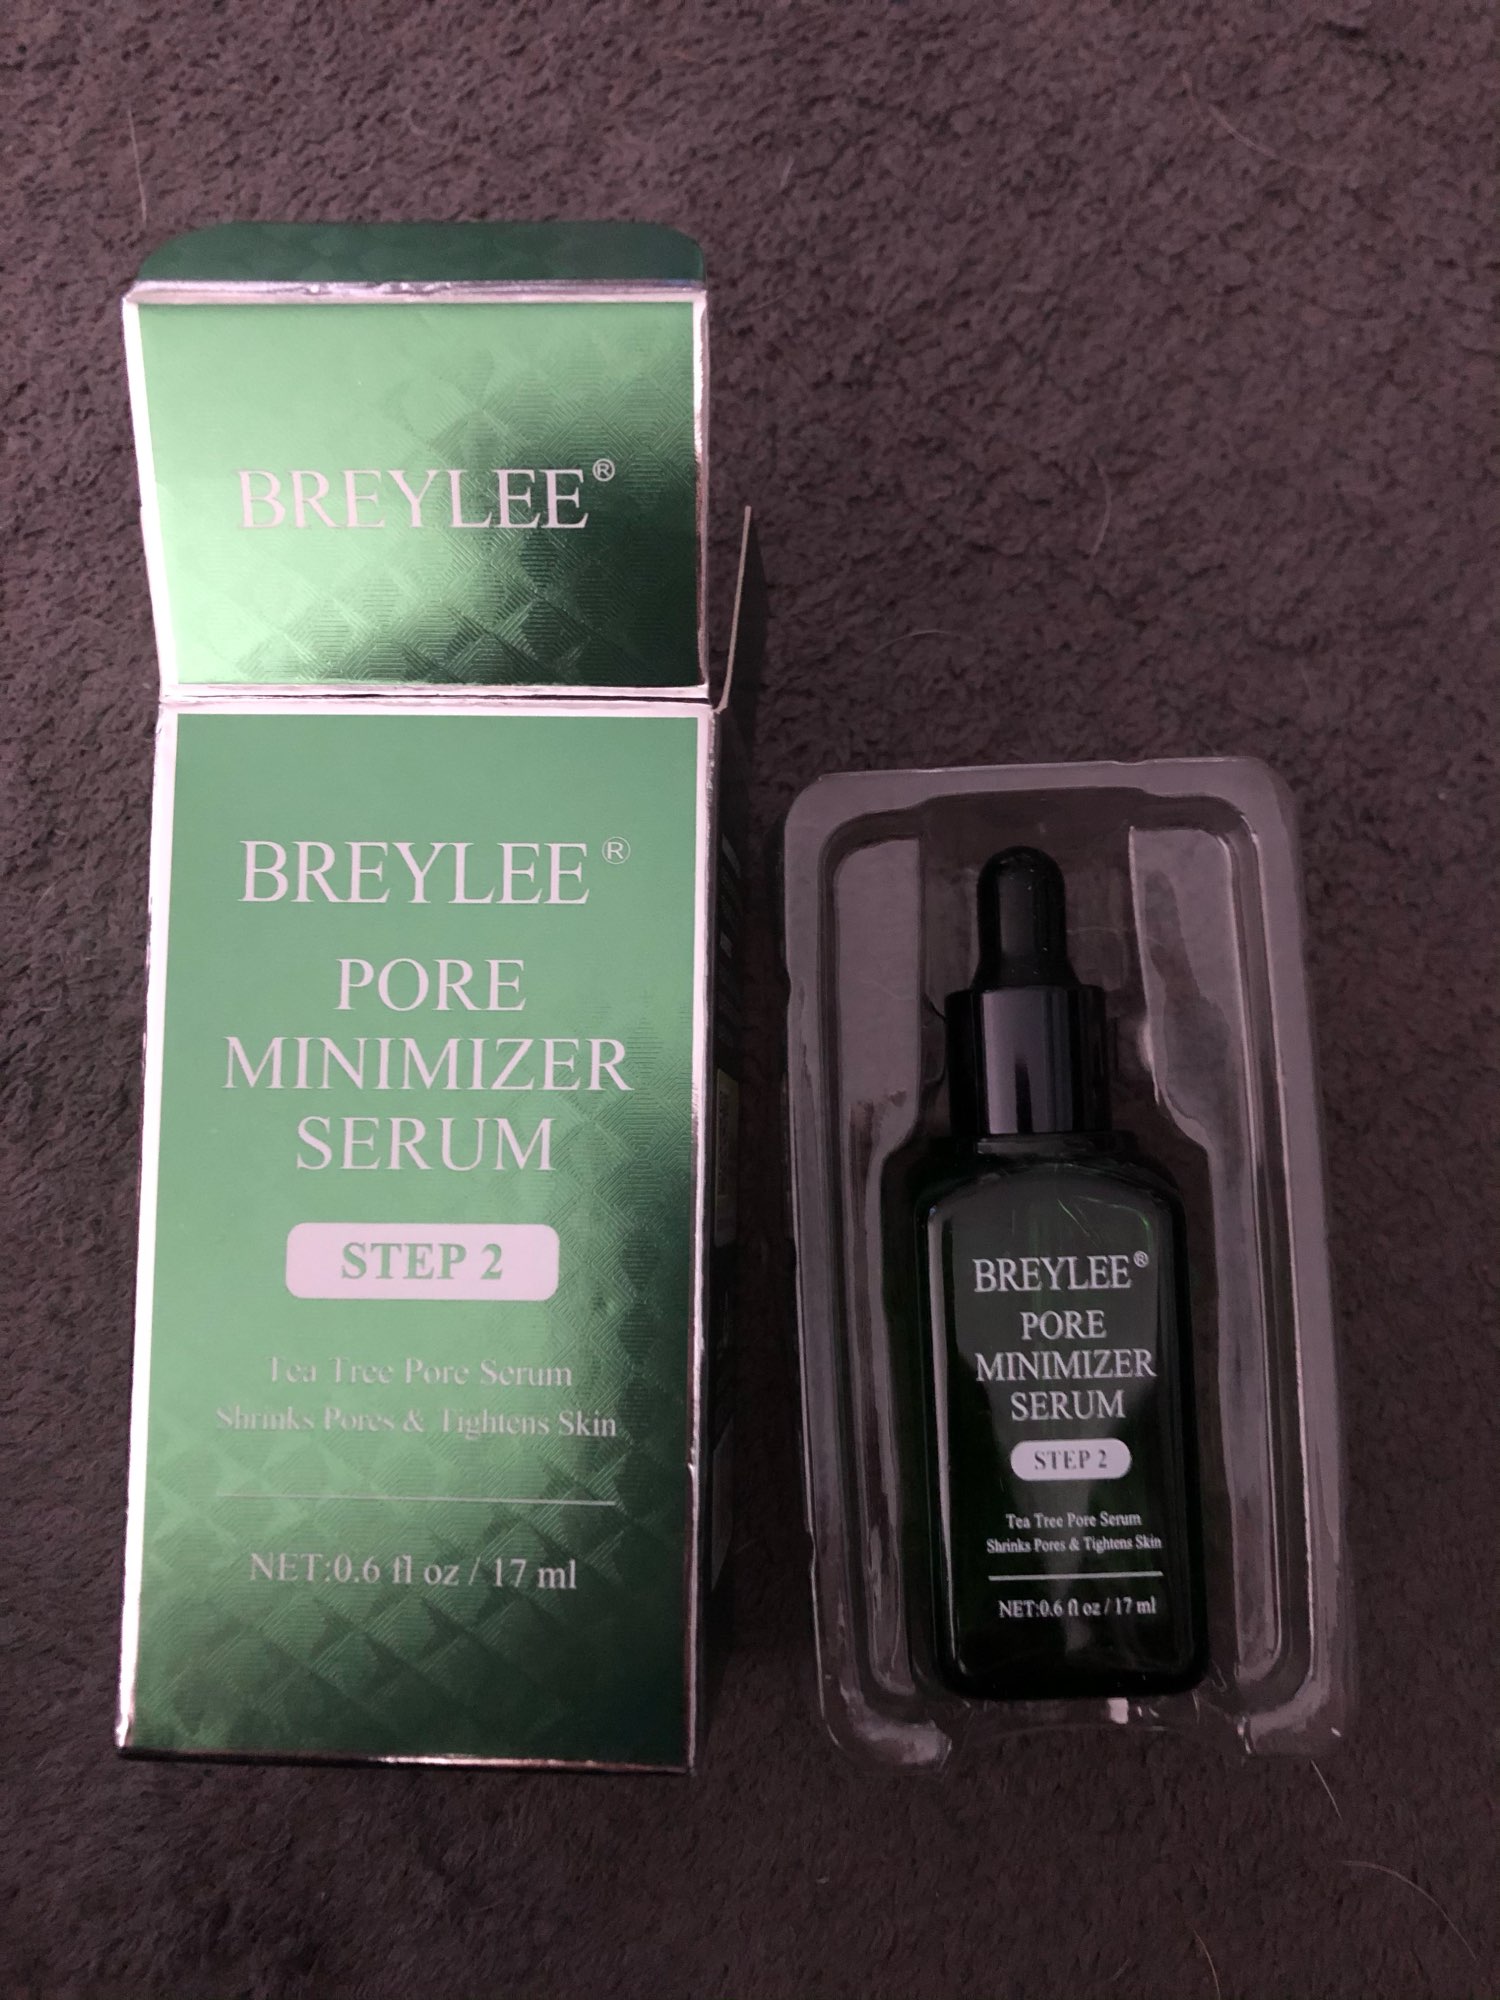 BREYLEE®
BREYLEE®
PORE
MINIMIZER
SERUM
STEP 2
Tea Tree Pore Serum
Shrinks Pores & Tightens Skin
NET:0.6 fl oz / 17 ml
BREYLEE®
PORE
MINIMIZER
SERUM
STEP 2
Tea Tree Pore Serum
Shrinks Pores & Tightens Skin
NET:0.6 fl oz / 17 ml